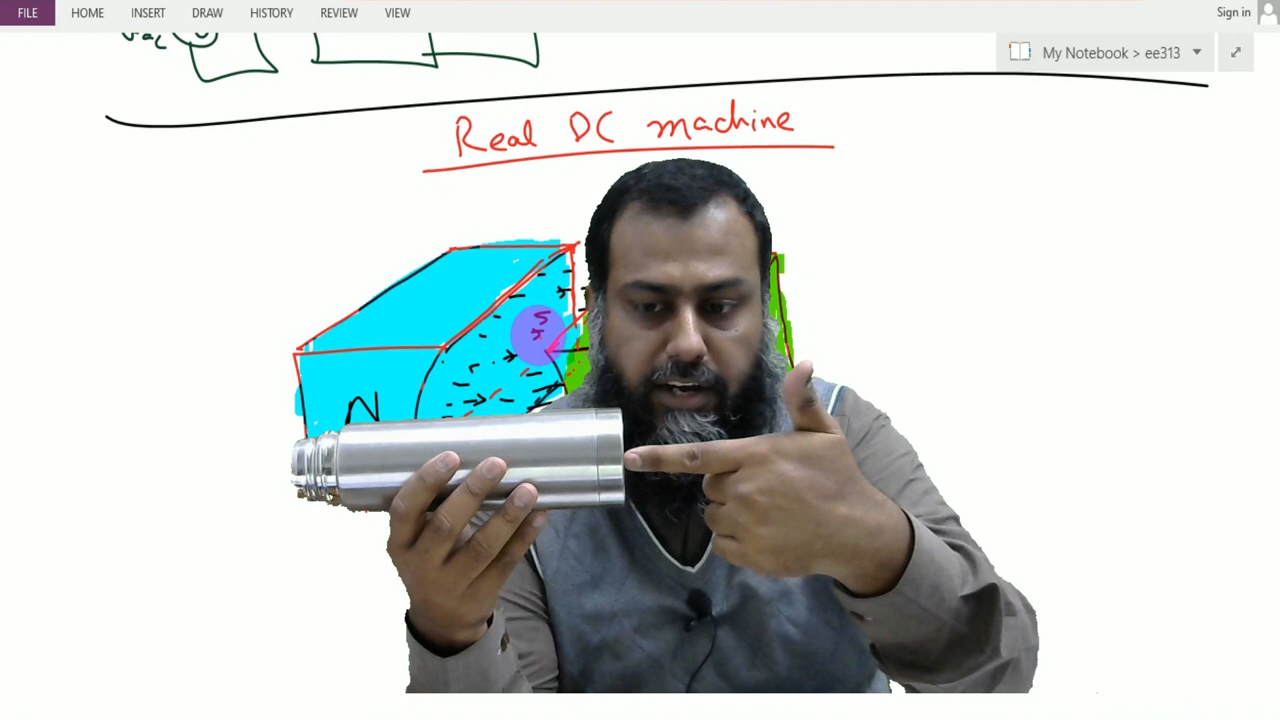 FILE HOME INSERT DRAW HISTORY REVIEW VIEW Sign in
My Notebook > ee313
Real DC machine
N